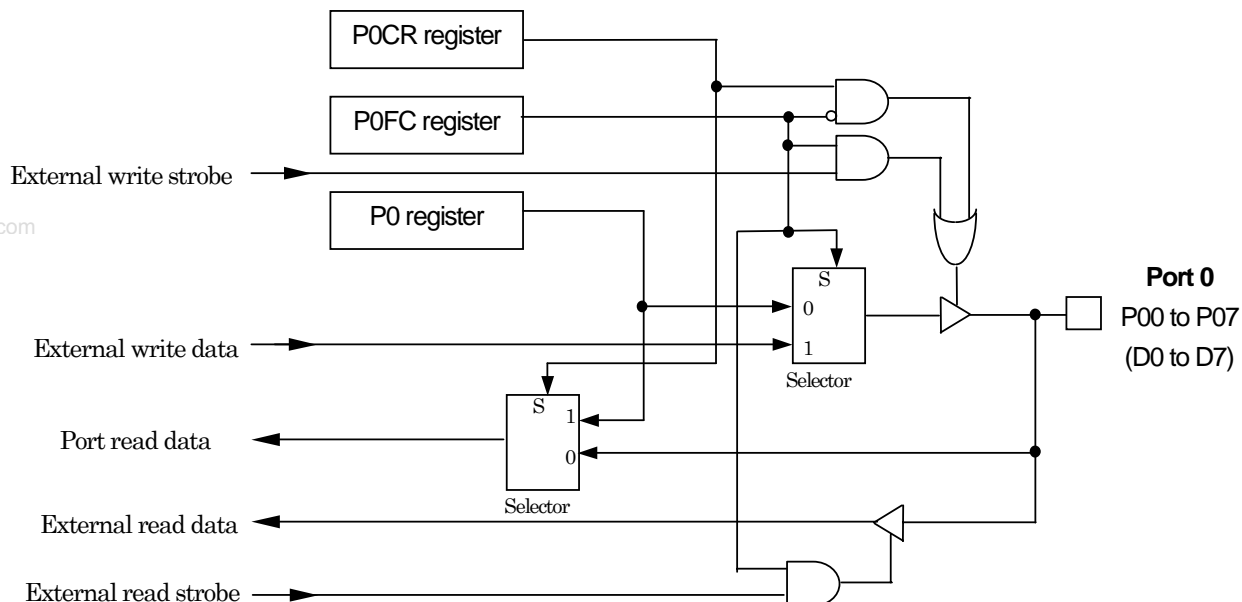 P0CR register
P0FC register
External write strobe
P0 register
com
S
0
1
Selector
Port 0
P00 to P07
(D0 to D7)
External write data
S
1
0
Selector
Port read data
External read data
External read strobe